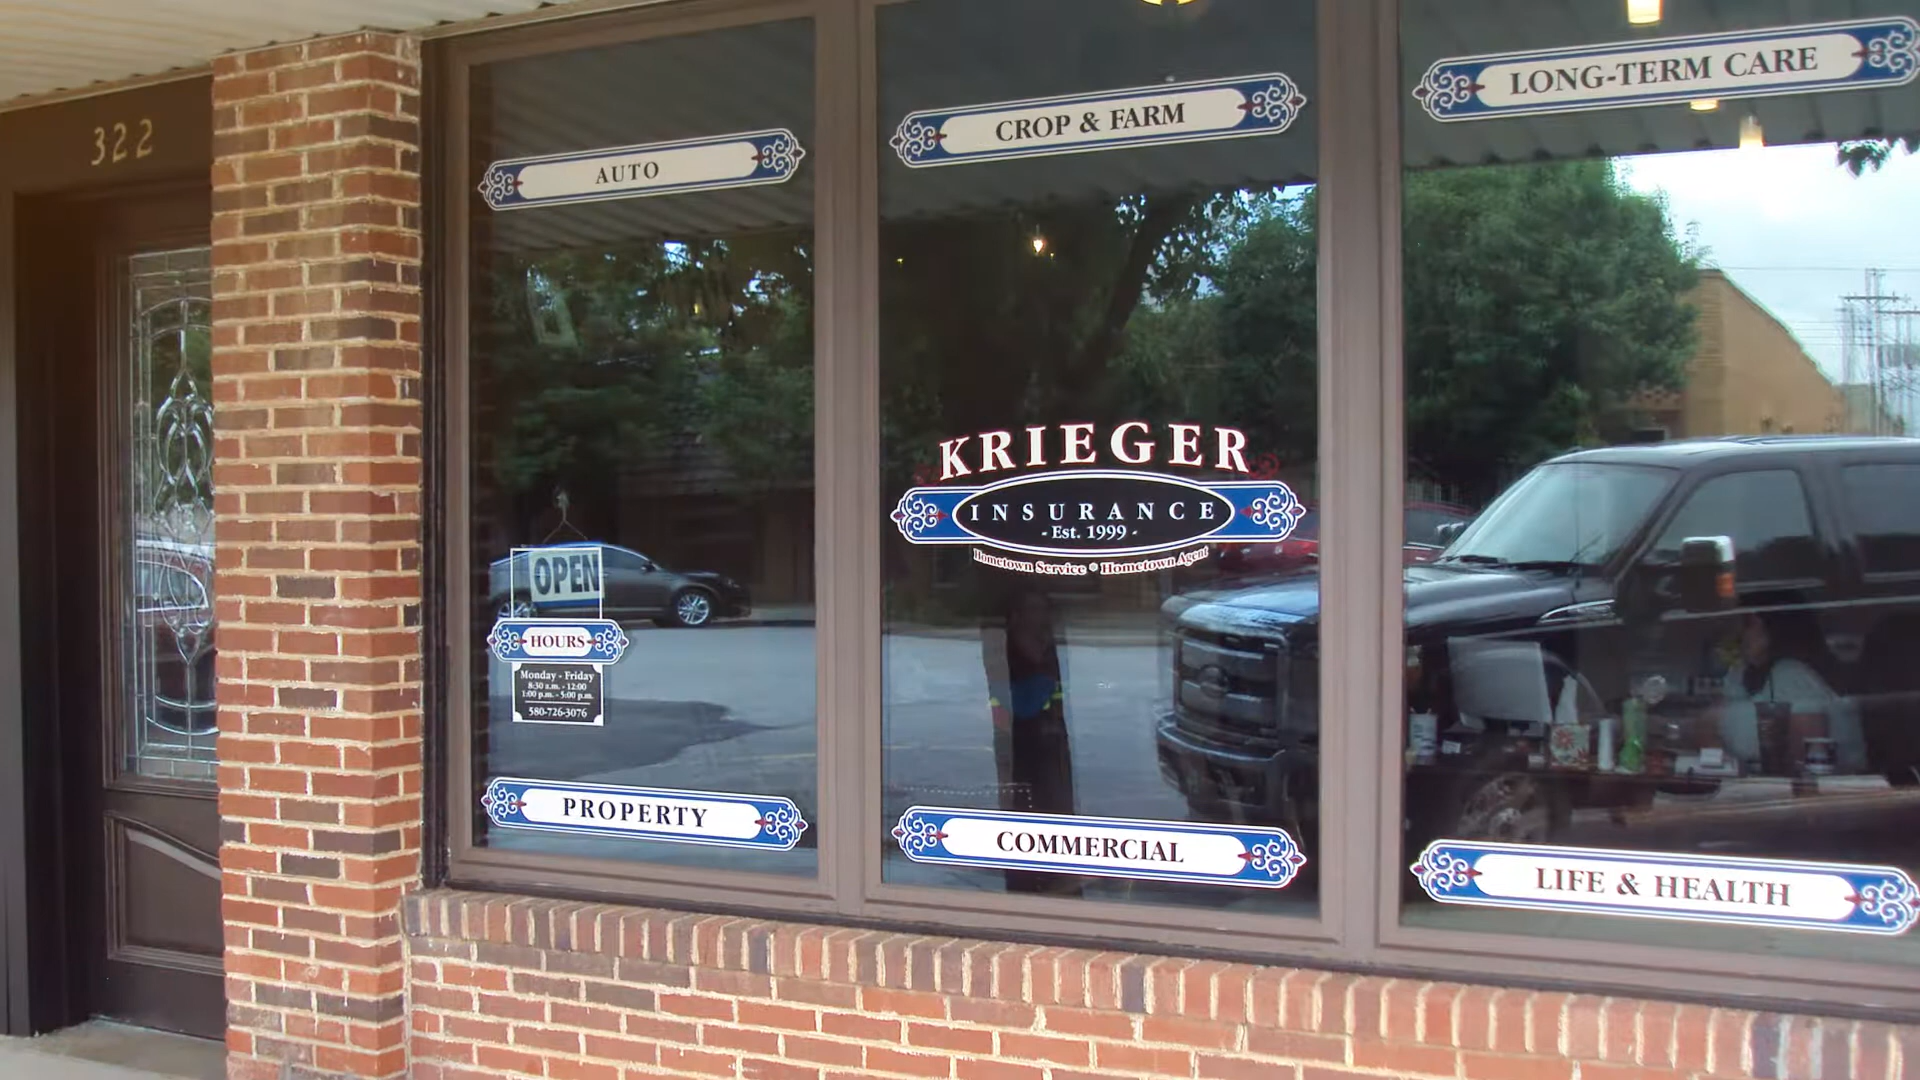 322
AUTO
CROP & FARM
LONG-TERM CARE
KRIEGER
INSURANCE
- Est. 1999 -
Hometown Service * Hometown Agent
OPEN
HOURS
Monday - Friday
8:30 a.m. - 12:00
1:00 p.m. - 5:00 p.m.
580-726-3076
PROPERTY
COMMERCIAL
LIFE & HEALTH